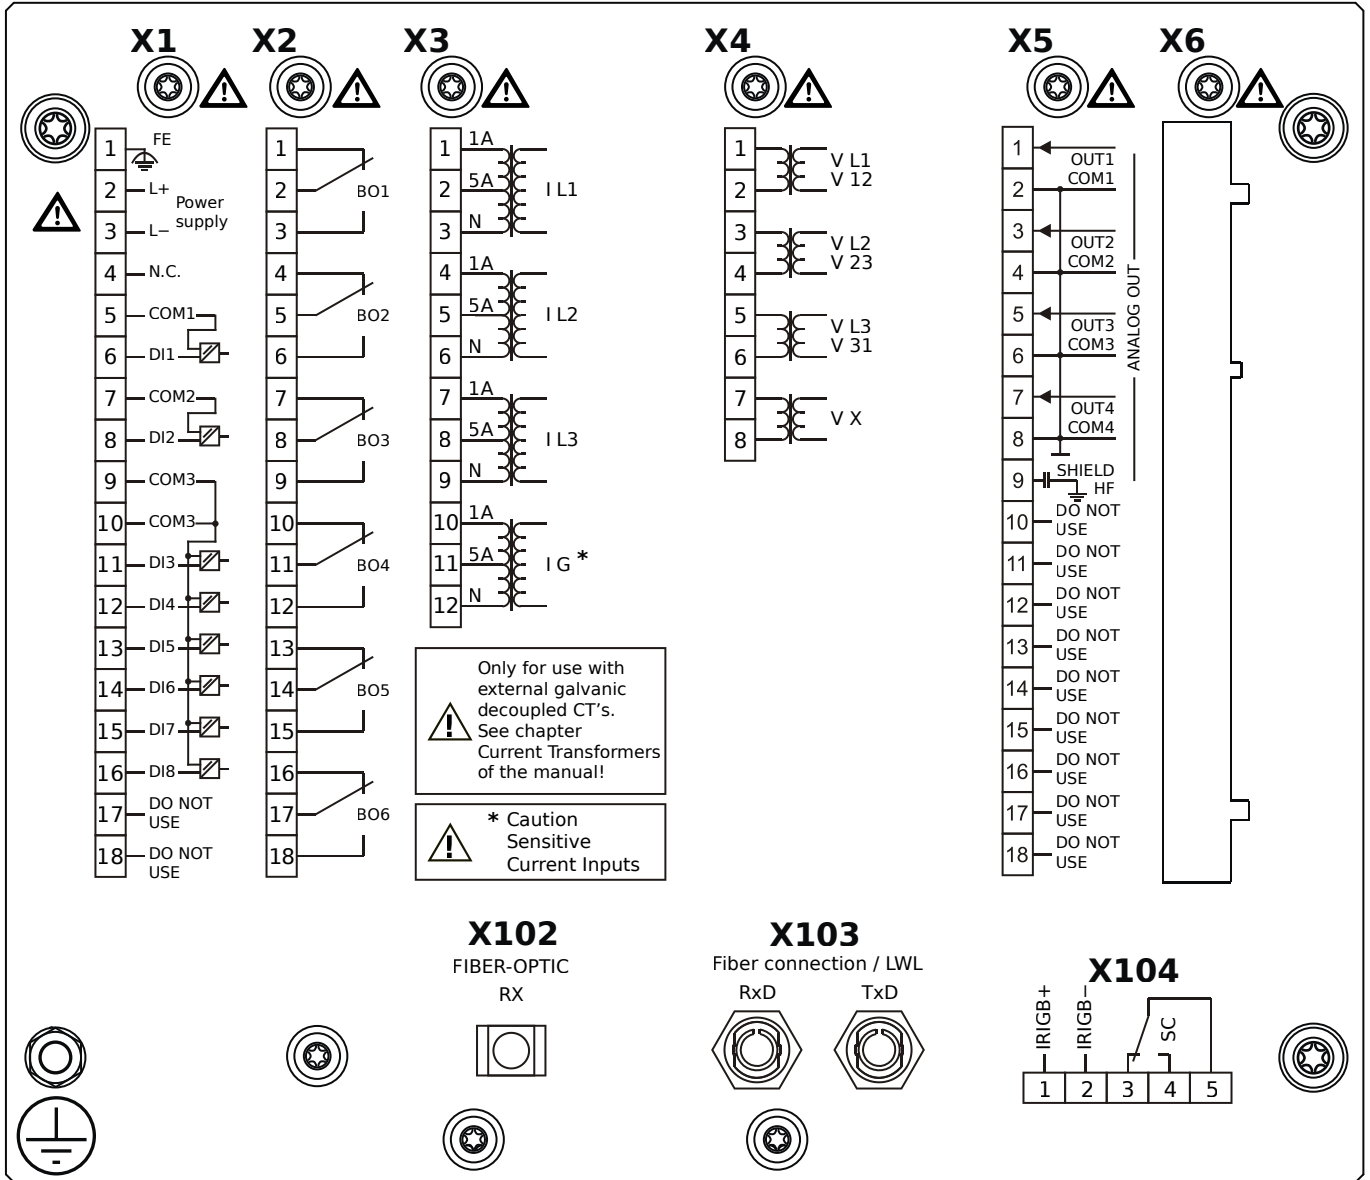 X1 X2 X3 X4 X5 X6
1 FE
2 L+
Power
supply
3 L−
4 N.C.
5 COM1
6 DI1
7 COM2
8 DI2
9 COM3
10 COM3
11 DI3
12 DI4
13 DI5
14 DI6
15 DI7
16 DI8
17 DO NOT
USE
18 DO NOT
USE
1
2 BO1
3
4
5 BO2
6
7
8 BO3
9
10
11 BO4
12
13
14 BO5
15
16
17 BO6
18
1 1A
2 5A I L1
3 N
4 1A
5 5A I L2
6 N
7 1A
8 5A I L3
9 N
10 1A
11 5A I G *
12 N
Only for use with
external galvanic
decoupled CT's.
See chapter
Current Transformers
of the manual!
* Caution
Sensitive
Current Inputs
1 V L1
2 V 12
3 V L2
4 V 23
5 V L3
6 V 31
7 V X
8
1 OUT1
2 COM1
3 OUT2
4 COM2
5 OUT3
6 COM3
7 OUT4
8 COM4
ANALOG OUT
9 SHIELD
HF
10 DO NOT
USE
11 DO NOT
USE
12 DO NOT
USE
13 DO NOT
USE
14 DO NOT
USE
15 DO NOT
USE
16 DO NOT
USE
17 DO NOT
USE
18 DO NOT
USE
X102
FIBER-OPTIC
RX
X103
Fiber connection / LWL
RxD TxD
X104
IRIGB+ IRIGB− SC
1 2 3 4 5